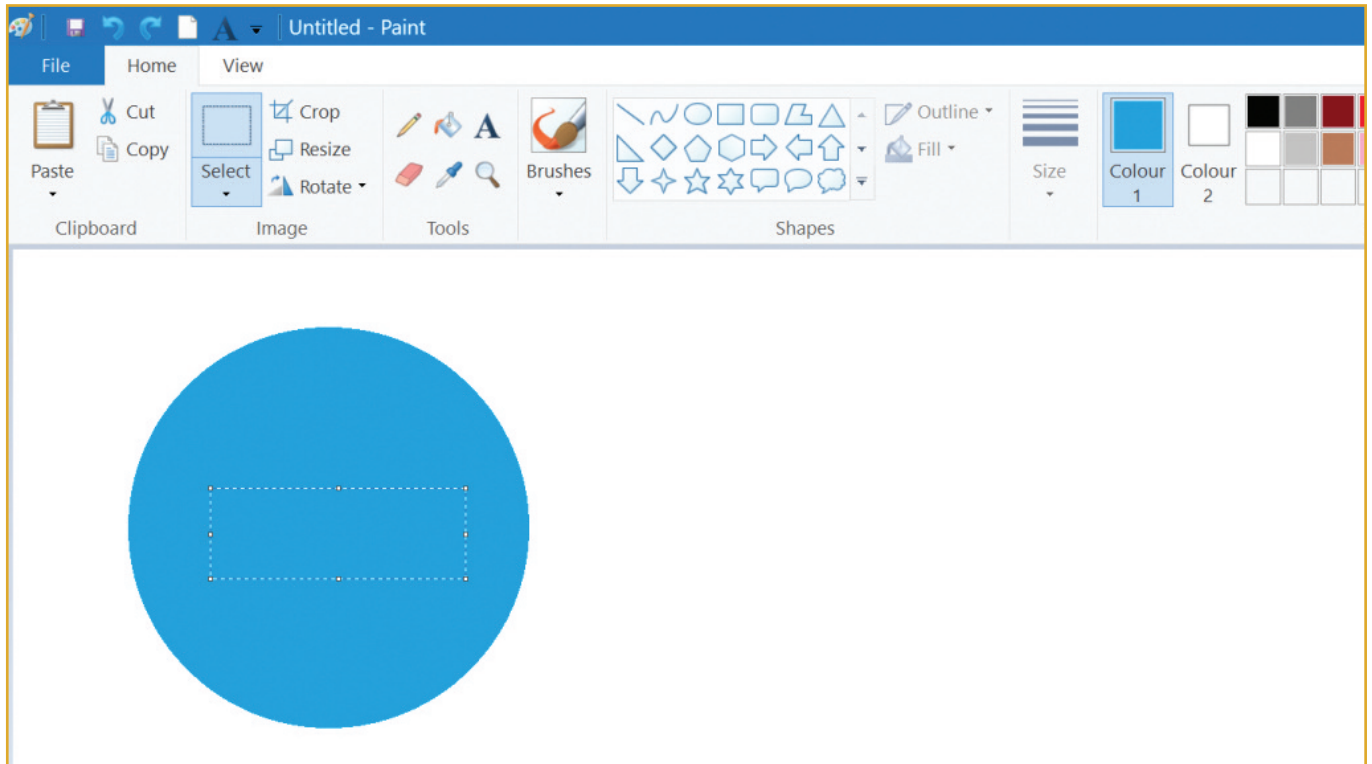 Untitled - Paint
File Home View
Paste
Cut
Copy
Clipboard
Select
Crop
Resize
Rotate
Image
A
Tools
Brushes
Shapes
Outline
Fill
Size
Colour
1
Colour
2